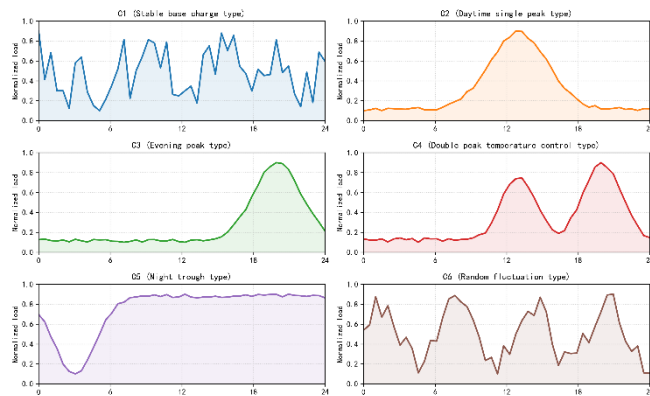 C1 (Stable base charge type)
Normalized load
1.0
0.8
0.6
0.4
0.2
0.0
0 6 12 18 24
C2 (Daytime single peak type)
Normalized load
1.0
0.8
0.6
0.4
0.2
0.0
0 6 12 18 24
C3 (Evening peak type)
Normalized load
1.0
0.8
0.6
0.4
0.2
0.0
0 6 12 18 24
C4 (Double peak temperature control type)
Normalized load
1.0
0.8
0.6
0.4
0.2
0.0
0 6 12 18 24
C5 (Night trough type)
Normalized load
1.0
0.8
0.6
0.4
0.2
0.0
0 6 12 18 24
C6 (Random fluctuation type)
Normalized load
1.0
0.8
0.6
0.4
0.2
0.0
0 6 12 18 24